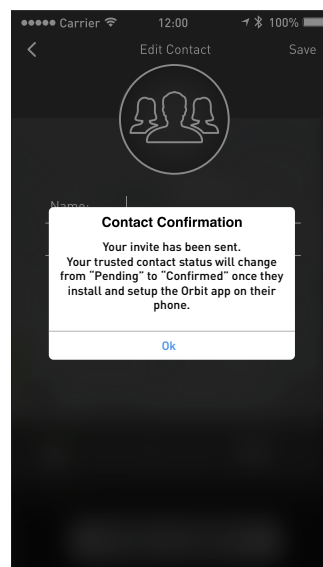 Carrier 12:00 100%
Edit Contact Save
Name:
Contact Confirmation
Your invite has been sent.
Your trusted contact status will change
from “Pending” to “Confirmed” once they
install and setup the Orbit app on their
phone.
Ok